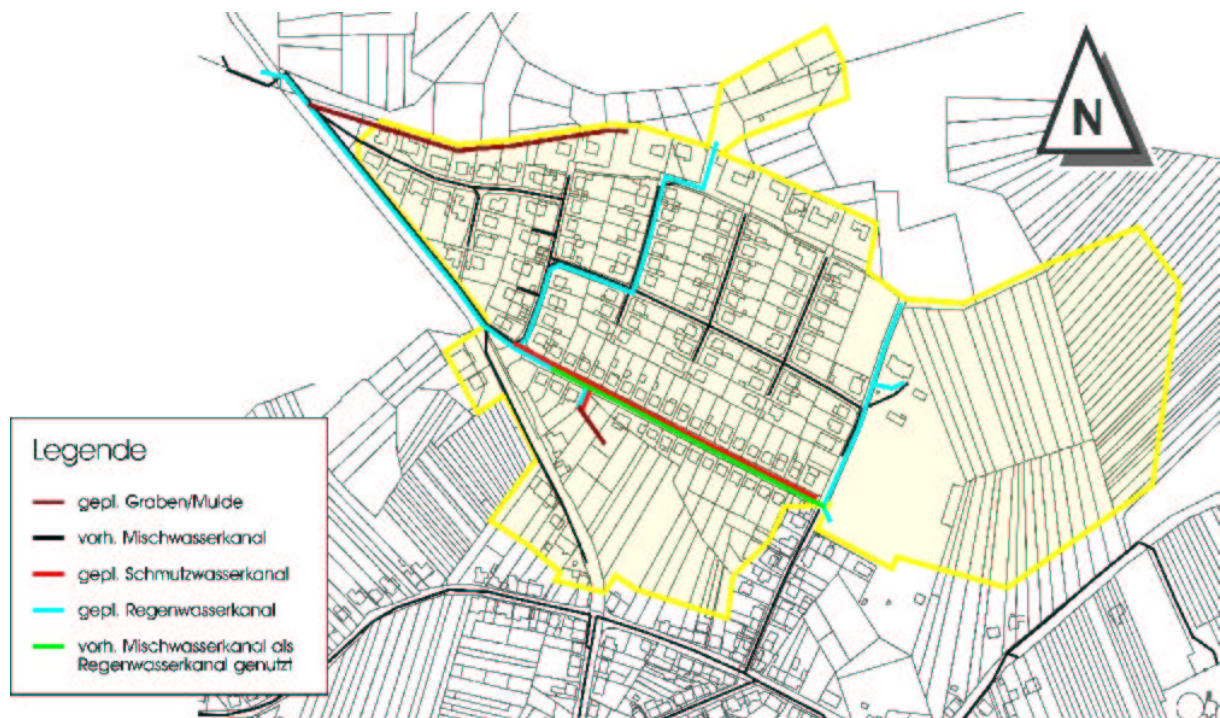 N
Legende
gepl. Graben/Mulde
vorh. Mischwasserkanal
gepl. Schmutzwasserkanal
gepl. Regenwasserkanal
vorh. Mischwasserkanal als
Regenwasserkanal genutzt